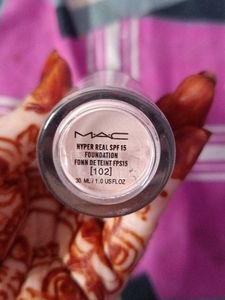 MAC
HYPER REAL SPF 15
FOUNDATION
FOND DE TEINT FPS15
[102]
30 ML / 1.0 US FL OZ